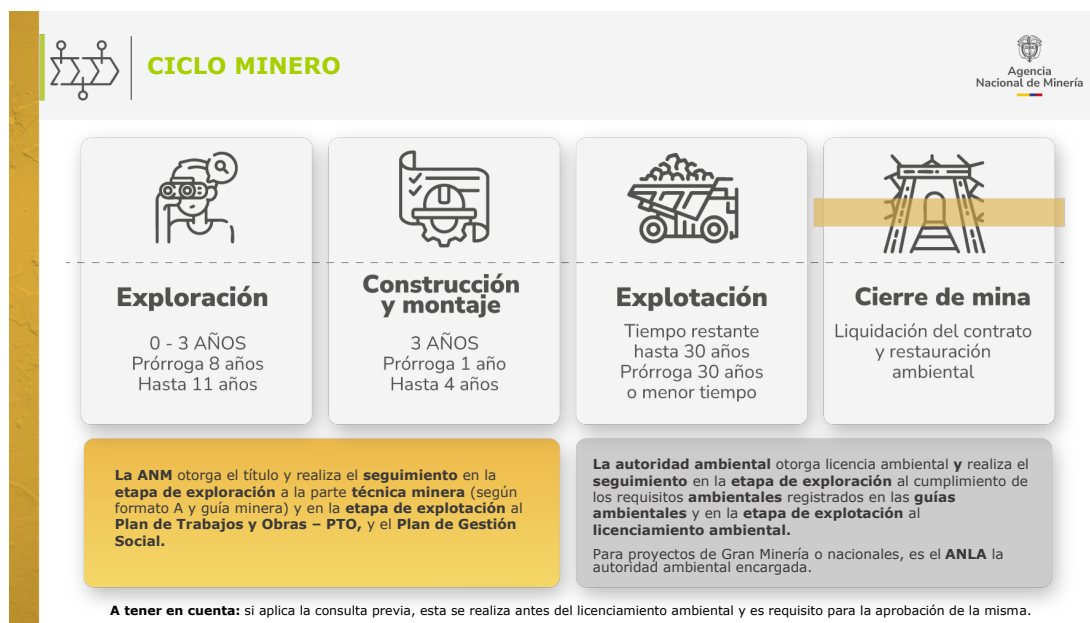 CICLO MINERO
Agencia
Nacional de Minería
Exploración
0 - 3 AÑOS
Prórroga 8 años
Hasta 11 años
Construcción
y montaje
3 AÑOS
Prórroga 1 año
Hasta 4 años
Explotación
Tiempo restante
hasta 30 años
Prórroga 30 años
o menor tiempo
Cierre de mina
Liquidación del contrato
y restauración
ambiental
La ANM otorga el título y realiza el seguimiento en la
etapa de exploración a la parte técnica minera (según
formato A y guía minera) y en la etapa de explotación al
Plan de Trabajos y Obras – PTO, y el Plan de Gestión
Social.
La autoridad ambiental otorga licencia ambiental y realiza el
seguimiento en la etapa de exploración al cumplimiento de
los requisitos ambientales registrados en las guías
ambientales y en la etapa de explotación al
licenciamiento ambiental.
Para proyectos de Gran Minería o nacionales, es el ANLA la
autoridad ambiental encargada.
A tener en cuenta: si aplica la consulta previa, esta se realiza antes del licenciamiento ambiental y es requisito para la aprobación de la misma.